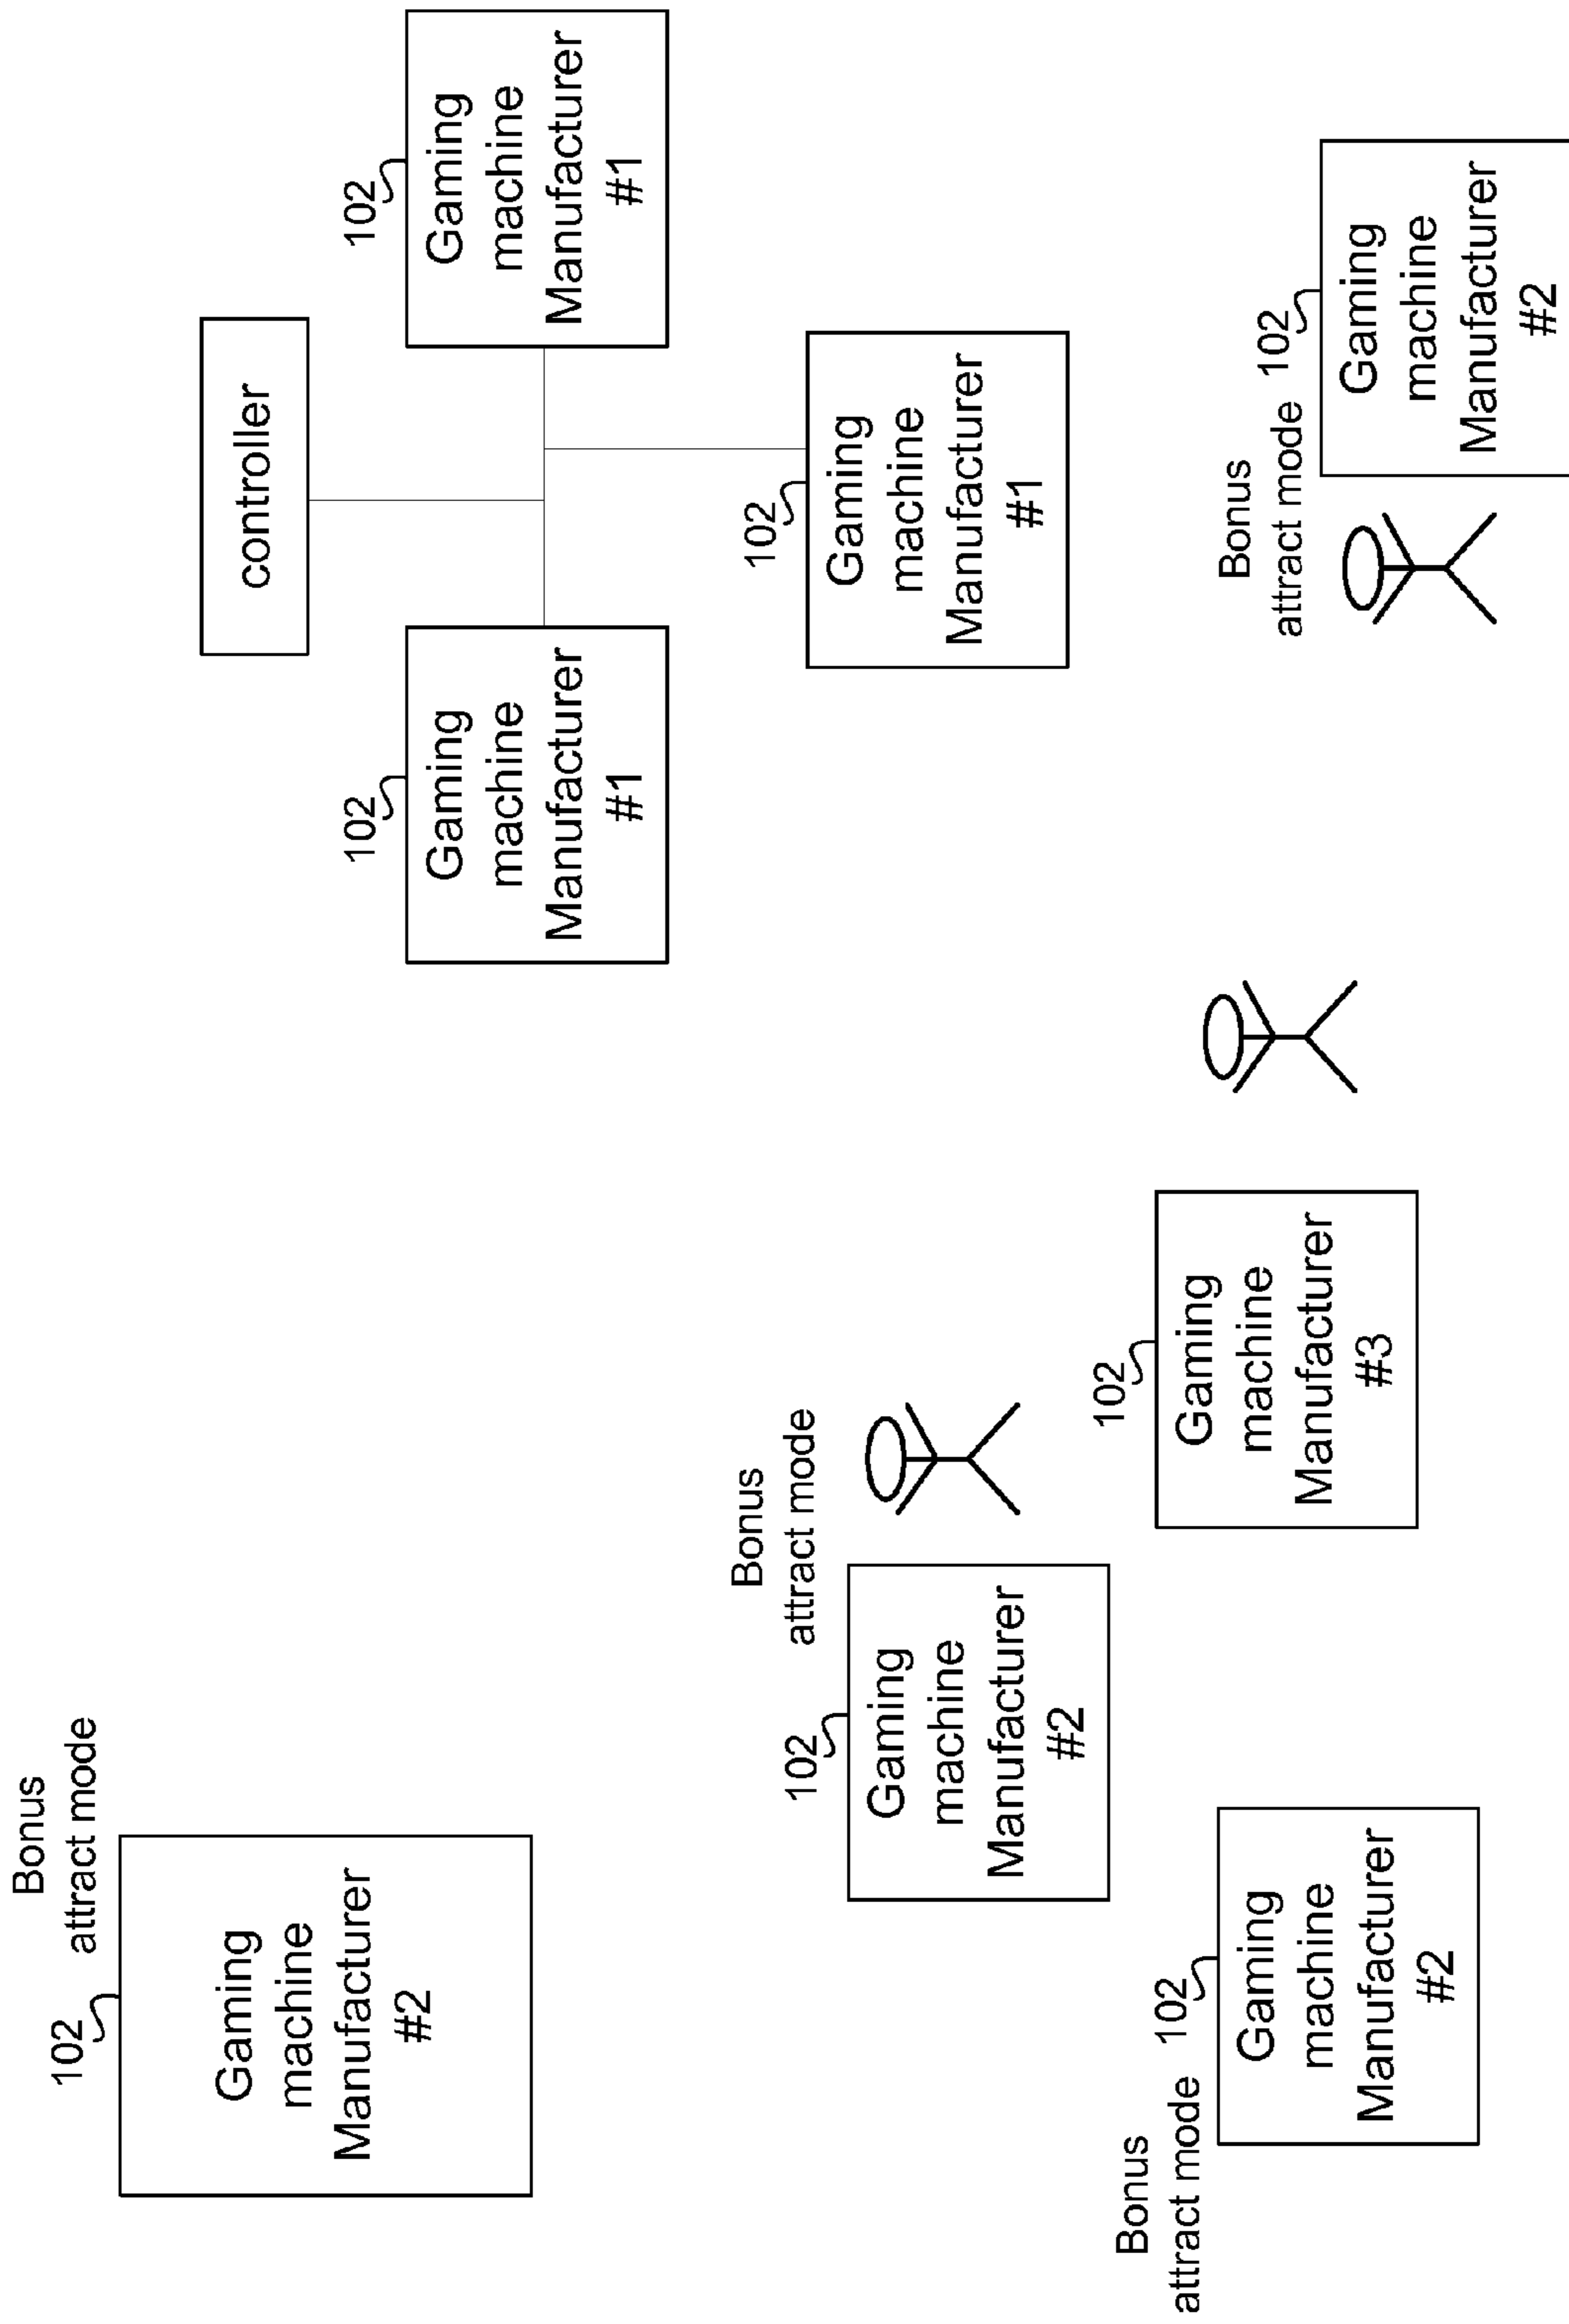 Bonus
attract mode
102
Gaming
machine
Manufacturer
#2
controller
102
Gaming
machine
Manufacturer
#1
102
Gaming
machine
Manufacturer
#1
Bonus
attract mode
102
Gaming
machine
Manufacturer
#2
102
Gaming
machine
Manufacturer
#1
Bonus
attract mode
102
Gaming
machine
Manufacturer
#2
102
Gaming
machine
Manufacturer
#3
Bonus
attract mode
102
Gaming
machine
Manufacturer
#2